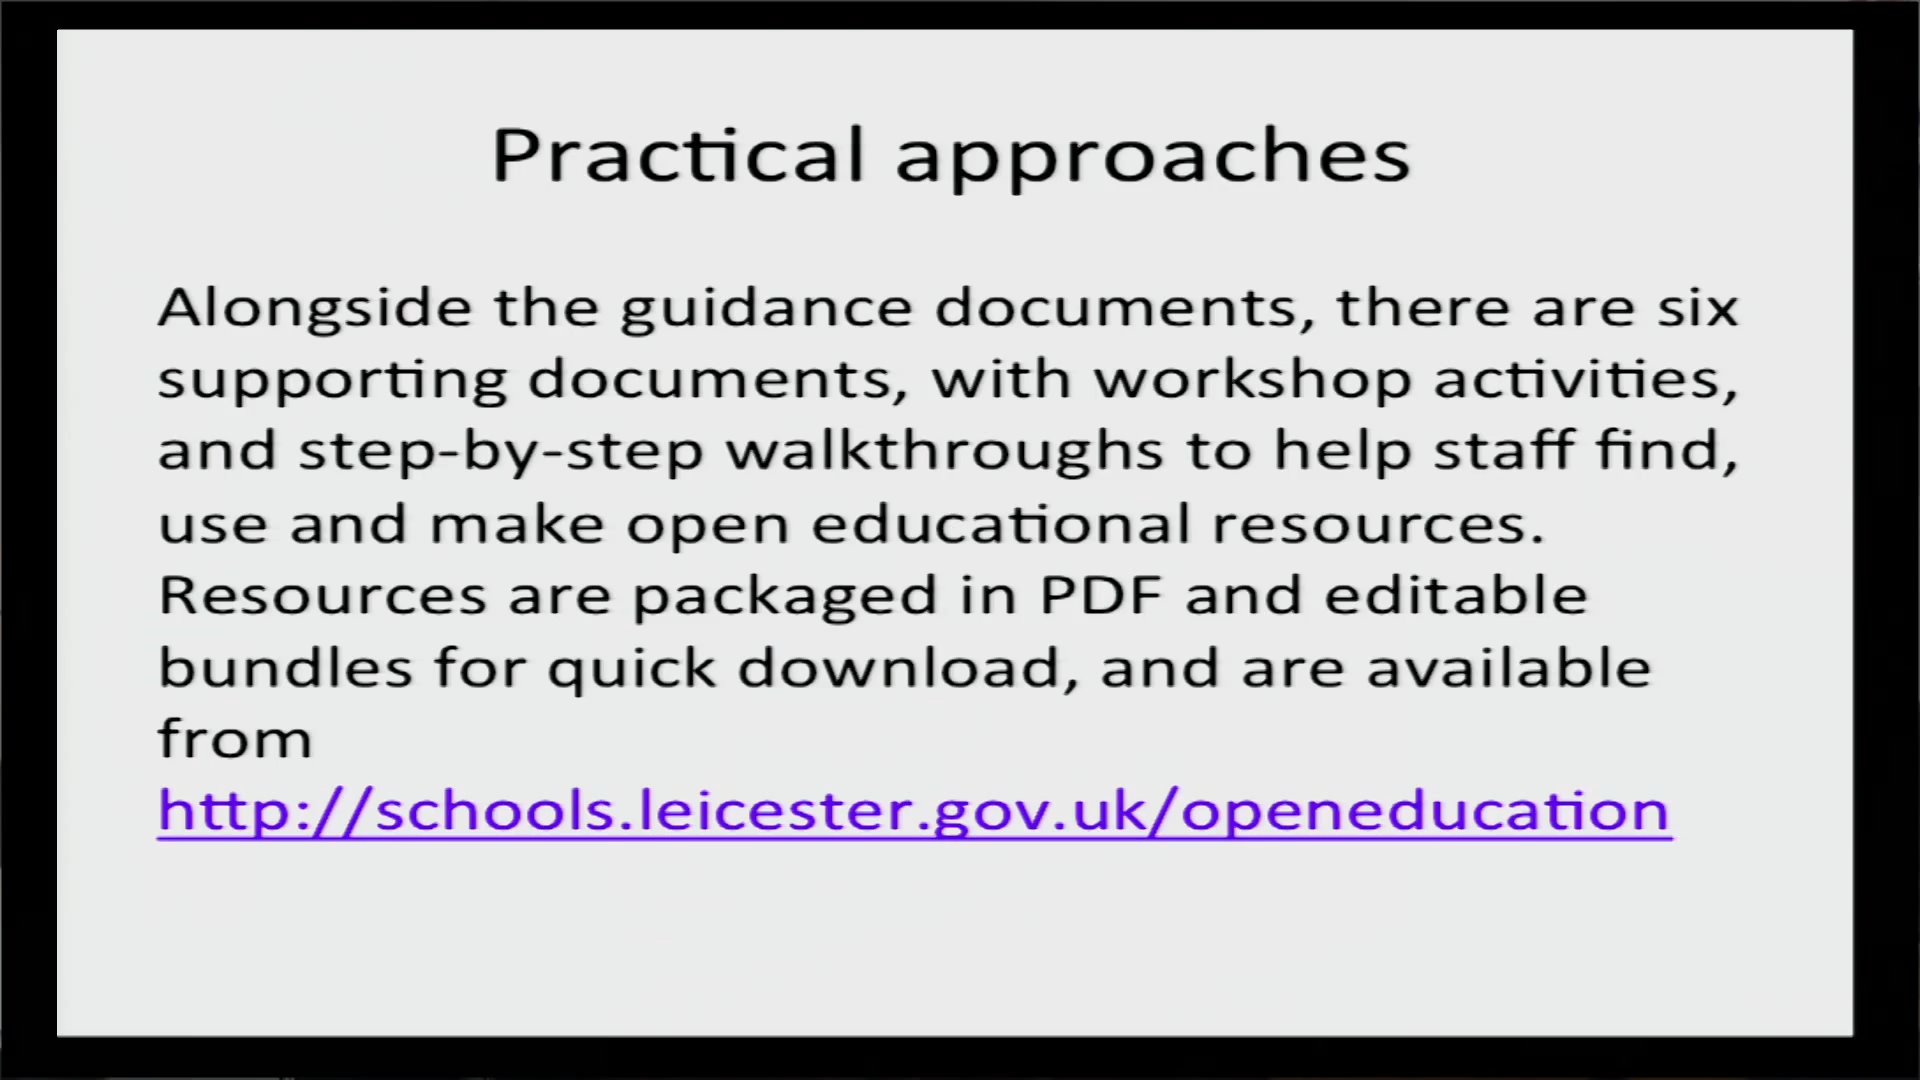 Practical approaches
Alongside the guidance documents, there are six
supporting documents, with workshop activities,
and step-by-step walkthroughs to help staff find,
use and make open educational resources.
Resources are packaged in PDF and editable
bundles for quick download, and are available
from
http://schools.leicester.gov.uk/openeducation